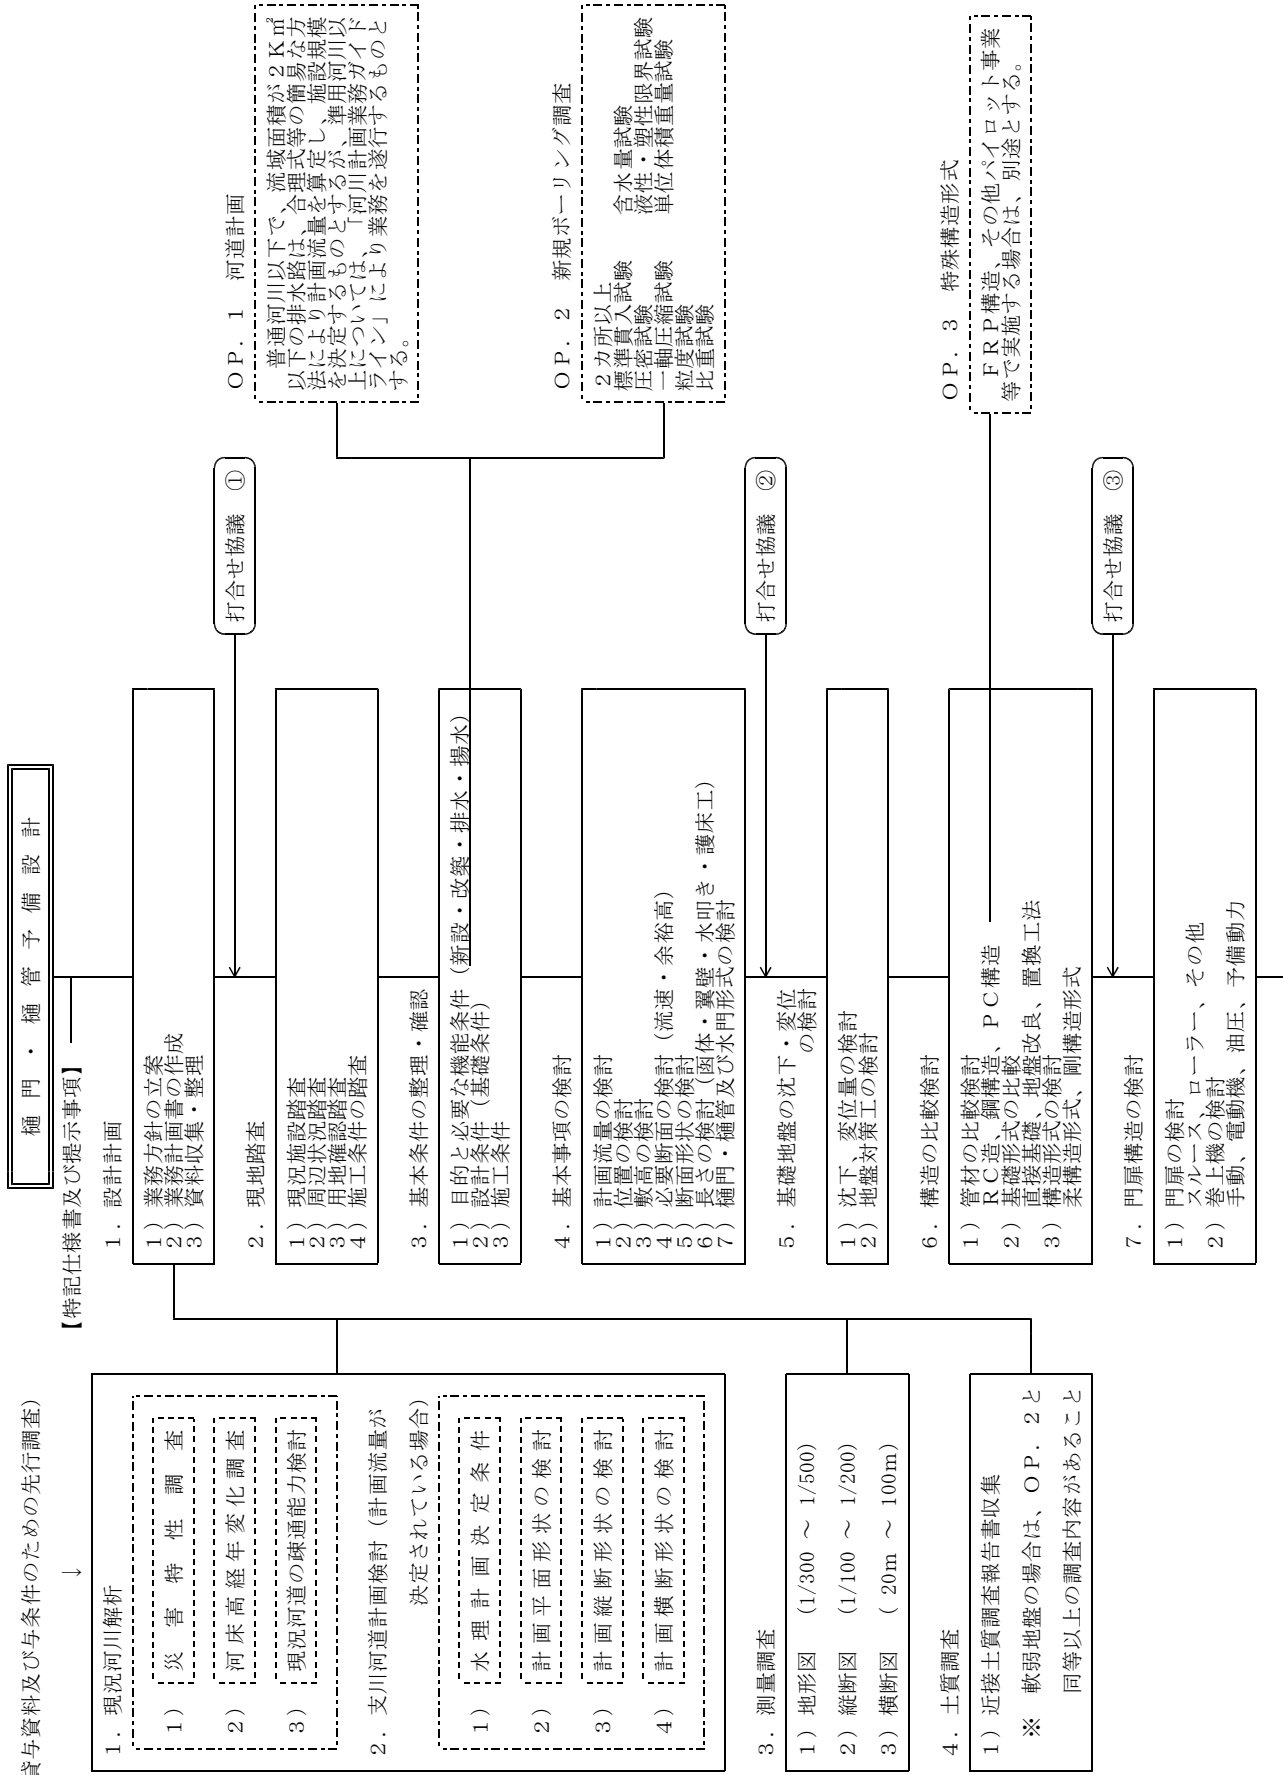 貸与資料及び与条件のための先行調査)
↓
1．現況河川解析
1） 災害特性調査
2） 河床高経年変化調査
3） 現況河道の疎通能力検討
2．支川河道計画検討（計画流量が
決定されている場合）
1） 水理計画決定条件
2） 計画平面形状の検討
3） 計画縦断形状の検討
4） 計画横断形状の検討
3．測量調査
1）地形図 (1/300 ～ 1/500)
2）縦断図 (1/100 ～ 1/200)
3）横断図 ( 20m ～ 100m)
4．土質調査
1）近接土質調査報告書収集
※ 軟弱地盤の場合は、OP．2と
同等以上の調査内容があること
樋門・樋管予備設計
【特記仕様書及び提示事項】
1．設計計画
1）業務方針の立案
2）業務計画書の作成
3）資料収集・整理
2．現地踏査
1）現況施設踏査
2）周辺状況踏査
3）用地確認踏査
4）施工条件の踏査
3．基本条件の整理・確認
1）目的と必要な機能条件（新設・改築・排水・揚水）
2）設計条件（基礎条件）
3）施工条件
4．基本事項の検討
1）計画流量の検討
2）位置の検討
3）敷高の検討
4）必要断面の検討（流速・余裕高）
5）断面形状の検討
6）長さの検討（函体・翼壁・水叩き・護床工）
7）樋門・樋管及び水門形式の検討
5．基礎地盤の沈下・変位
の検討
1）沈下、変位量の検討
2）地盤対策工の検討
6．構造の比較検討
1）管材の比較検討
RC造、鋼構造、PC構造
2）基礎形式の比較
直接基礎、地盤改良、置換工法
3）構造形式の検討
柔構造形式、剛構造形式
7．門扉構造の検討
1）門扉の検討
スルース、ローラー、その他
2）巻上機の検討
手動、電動機、油圧、予備動力
打合せ協議 ①
打合せ協議 ②
打合せ協議 ③
OP．1 河道計画
普通河川以下で、流域面積が2K㎡
以下の排水路は、合理式等の簡易な方
法により計画流量を算定し、施設規模
を決定するものとするが、準用河川以
上については、「河川計画業務ガイド
ライン」により業務を遂行するものと
する。
OP．2 新規ボーリング調査
2カ所以上
標準貫入試験 含水量試験
圧密試験 液性・塑性限界試験
一軸圧縮試験 単位体積重量試験
粒度試験
比重試験
OP．3 特殊構造形式
FRP構造、その他パイロット事業
等で実施する場合は、別途とする。